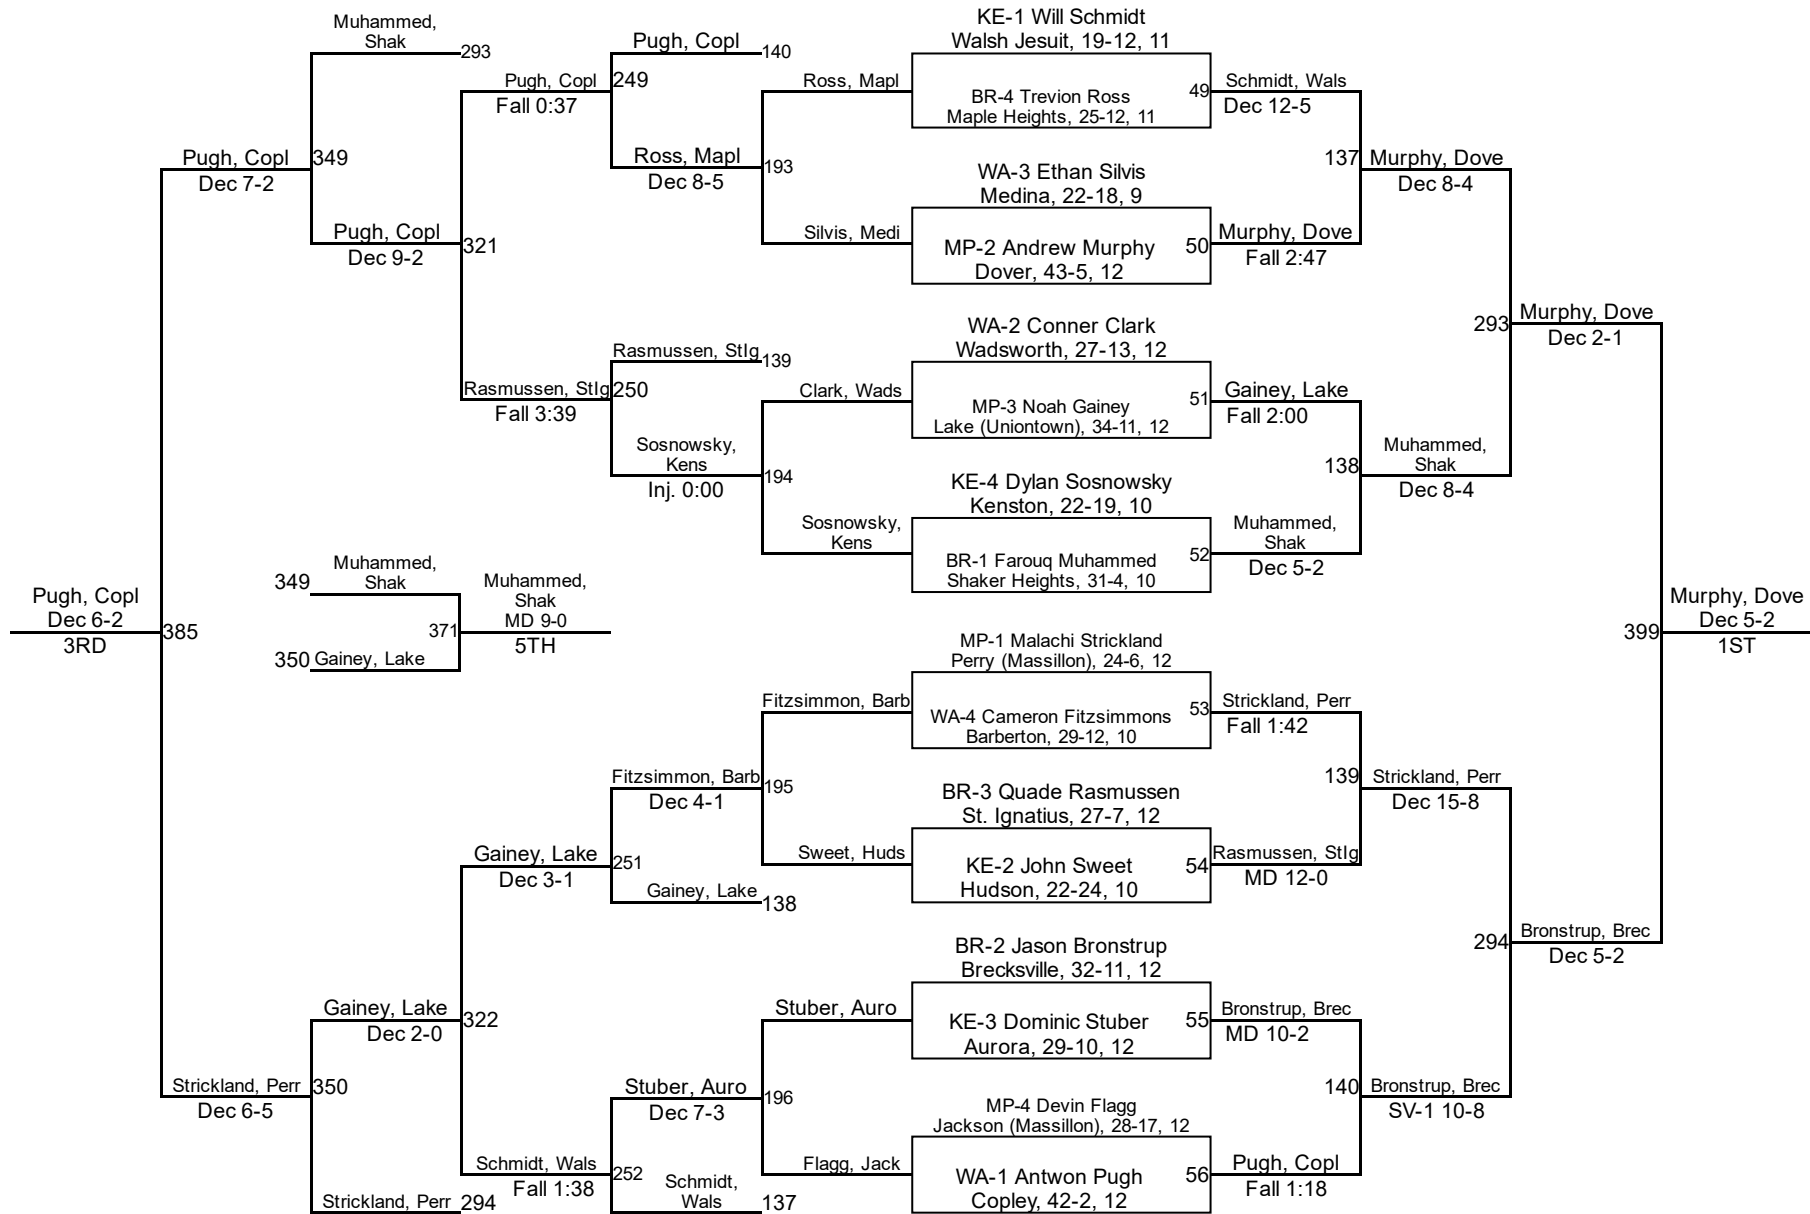 Muhammed,
Shak
293
Pugh, Copl
140
KE-1 Will Schmidt
Walsh Jesuit, 19-12, 11
Pugh, Copl
Fall 0:37
249
Ross, Mapl
BR-4 Trevion Ross
Maple Heights, 25-12, 11
49
Schmidt, Wals
Dec 12-5
Pugh, Copl
Dec 7-2
349
Ross, Mapl
Dec 8-5
193
WA-3 Ethan Silvis
Medina, 22-18, 9
137
Murphy, Dove
Dec 8-4
Pugh, Copl
Dec 9-2
321
Silvis, Medi
MP-2 Andrew Murphy
Dover, 43-5, 12
50
Murphy, Dove
Fall 2:47
293
Murphy, Dove
Dec 2-1
Rasmussen, StIg
139
WA-2 Conner Clark
Wadsworth, 27-13, 12
Rasmussen, StIg
Fall 3:39
250
Clark, Wads
MP-3 Noah Gainey
Lake (Uniontown), 34-11, 12
51
Gainey, Lake
Fall 2:00
Sosnowsky,
Kens
Inj. 0:00
194
KE-4 Dylan Sosnowsky
Kenston, 22-19, 10
138
Muhammed,
Shak
Dec 8-4
Sosnowsky,
Kens
BR-1 Farouq Muhammed
Shaker Heights, 31-4, 10
52
Muhammed,
Shak
Dec 5-2
Pugh, Copl
Dec 6-2
3RD
385
349
Muhammed,
Shak
350
Gainey, Lake
371
Muhammed,
Shak
MD 9-0
5TH
399
Murphy, Dove
Dec 5-2
1ST
MP-1 Malachi Strickland
Perry (Massillon), 24-6, 12
Fitzsimmon, Barb
WA-4 Cameron Fitzsimmons
Barberton, 29-12, 10
53
Strickland, Perr
Fall 1:42
Fitzsimmon, Barb
Dec 4-1
195
BR-3 Quade Rasmussen
St. Ignatius, 27-7, 12
139
Strickland, Perr
Dec 15-8
Gainey, Lake
Dec 3-1
251
Sweet, Huds
KE-2 John Sweet
Hudson, 22-24, 10
54
Rasmussen, StIg
MD 12-0
Gainey, Lake
138
BR-2 Jason Bronstrup
Brecksville, 32-11, 12
294
Bronstrup, Brec
Dec 5-2
Gainey, Lake
Dec 2-0
322
Stuber, Auro
KE-3 Dominic Stuber
Aurora, 29-10, 12
55
Bronstrup, Brec
MD 10-2
Strickland, Perr
Dec 6-5
350
Stuber, Auro
Dec 7-3
196
MP-4 Devin Flagg
Jackson (Massillon), 28-17, 12
140
Bronstrup, Brec
SV-1 10-8
Schmidt, Wals
Fall 1:38
252
Flagg, Jack
WA-1 Antwon Pugh
Copley, 42-2, 12
56
Pugh, Copl
Fall 1:18
Strickland, Perr
294
Schmidt,
Wals
137